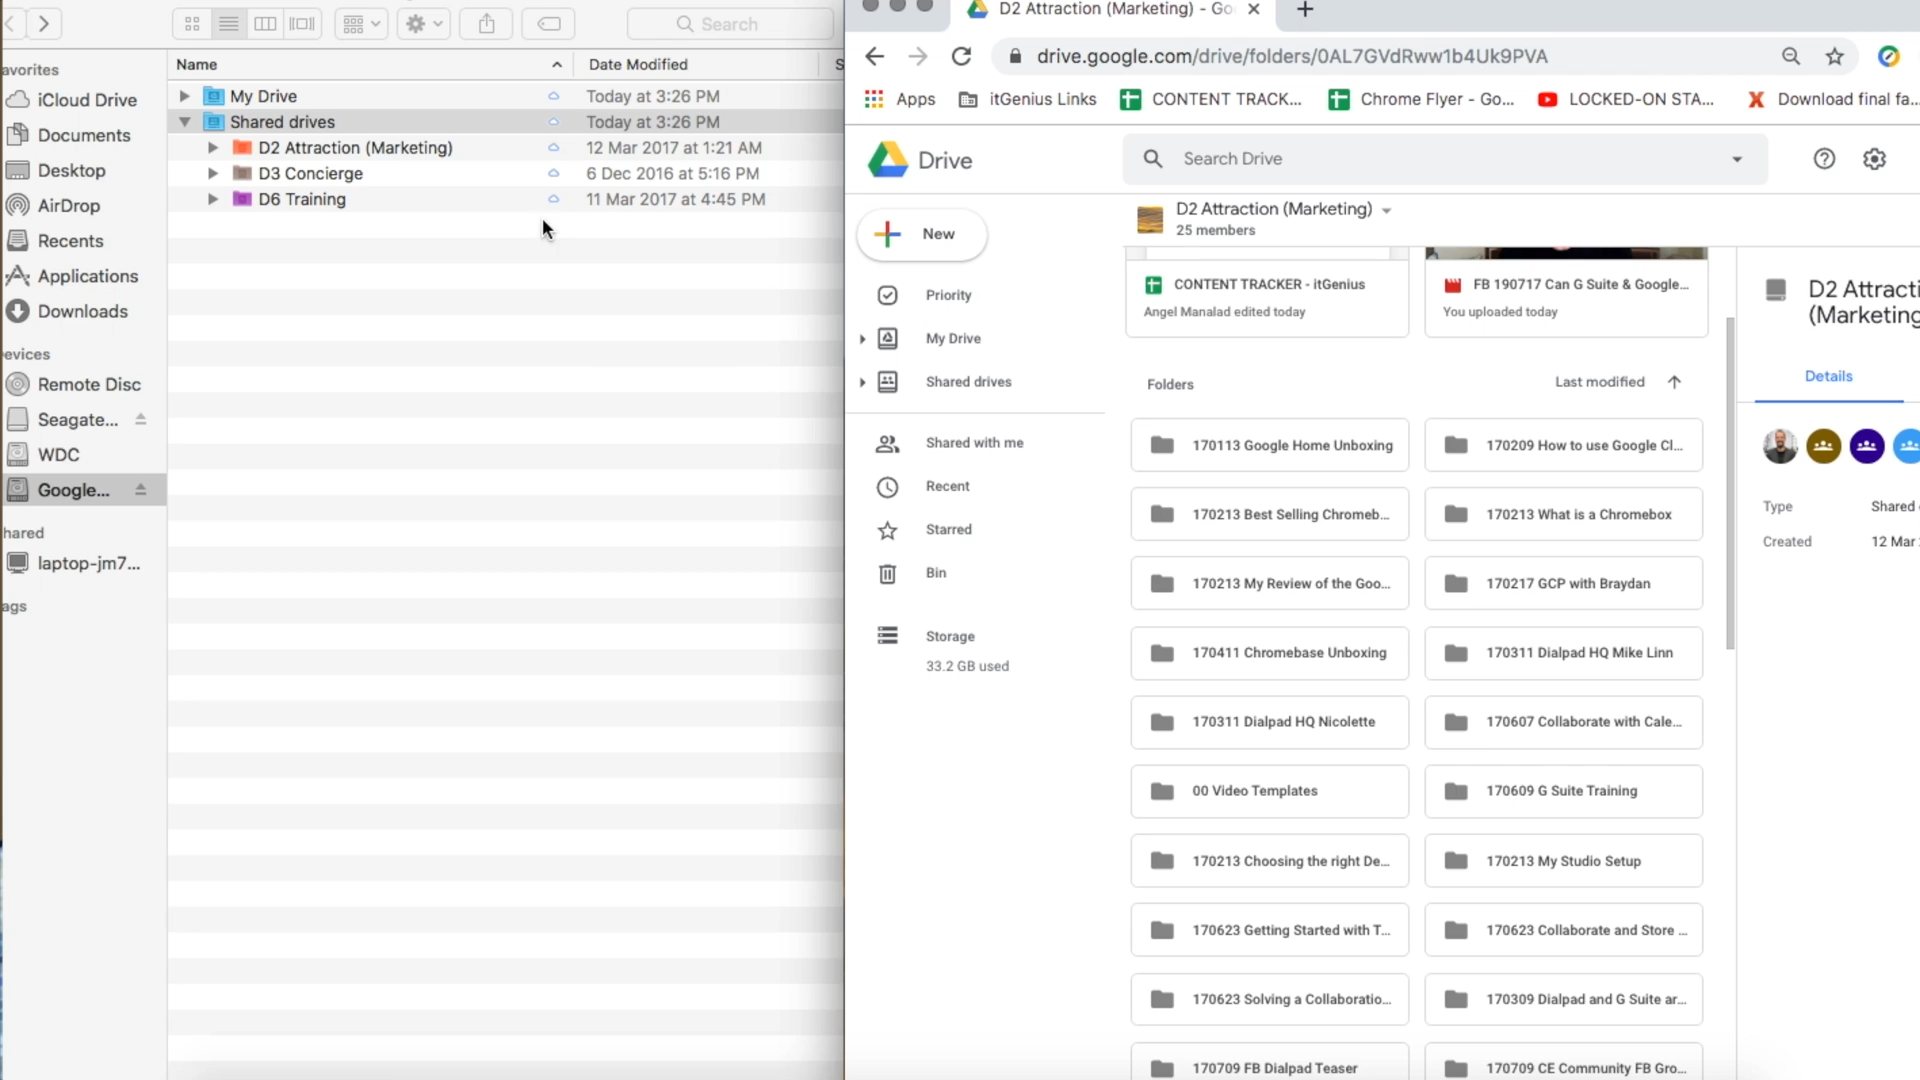 Search
Name
Date Modified
S
avorites
iCloud Drive
Documents
Desktop
AirDrop
Recents
Applications
Downloads
evices
Remote Disc
Seagate...
WDC
Google...
hared
laptop-jm7...
ags
My Drive
Today at 3:26 PM
Shared drives
Today at 3:26 PM
D2 Attraction (Marketing)
12 Mar 2017 at 1:21 AM
D3 Concierge
6 Dec 2016 at 5:16 PM
D6 Training
11 Mar 2017 at 4:45 PM
D2 Attraction (Marketing) - Go
drive.google.com/drive/folders/0AL7GVdRww1b4Uk9PVA
Apps
itGenius Links
CONTENT TRACK...
Chrome Flyer - Go...
LOCKED-ON STA...
Download final fa...
Drive
Search Drive
New
Priority
My Drive
Shared drives
Shared with me
Recent
Starred
Bin
Storage
33.2 GB used
D2 Attraction (Marketing)
25 members
CONTENT TRACKER - itGenius
Angel Manalad edited today
FB 190717 Can G Suite & Google...
You uploaded today
Folders
Last modified
170113 Google Home Unboxing
170209 How to use Google Cl...
170213 Best Selling Chromeb...
170213 What is a Chromebox
170213 My Review of the Goo...
170217 GCP with Braydan
170411 Chromebase Unboxing
170311 Dialpad HQ Mike Linn
170311 Dialpad HQ Nicolette
170607 Collaborate with Cale...
00 Video Templates
170609 G Suite Training
170213 Choosing the right De...
170213 My Studio Setup
170623 Getting Started with T...
170623 Collaborate and Store ...
170623 Solving a Collaboratio...
170309 Dialpad and G Suite ar...
170709 FB Dialpad Teaser
170709 CE Community FB Gro...
D2 Attracti
(Marketing
Details
Type
Shared
Created
12 Mar